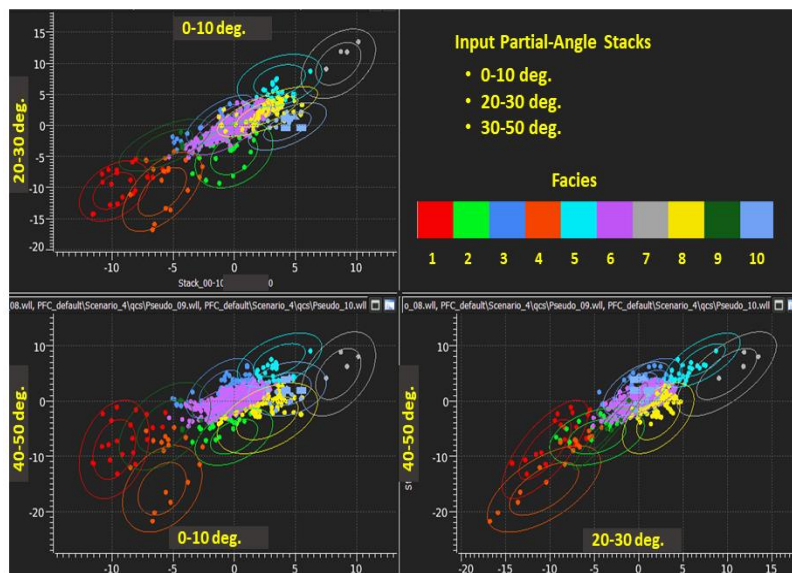 0-10 deg.
20-30 deg.
15
10
5
0
-5
-10
-15
-20
-10
-5
0
5
10
Stack_00-10
0
Input Partial-Angle Stacks
• 0-10 deg.
• 20-30 deg.
• 30-50 deg.
Facies
1 2 3 4 5 6 7 8 9 10
08.wll, PFC_default\Scenario_4\qcs\Pseudo_09.wll, PFC_default\Scenario_4\qcs\Pseudo_10.wll
40-50 deg.
10
0
-10
-20
-10
-5
0
5
10
0-10 deg.
o_08.wll, PFC_default\Scenario_4\qcs\Pseudo_09.wll, PFC_default\Scenario_4\qcs\Pseudo_10.wll
40-50 deg.
10
0
-10
-20
-20
-15
-10
-5
0
5
10
15
20-30 deg.